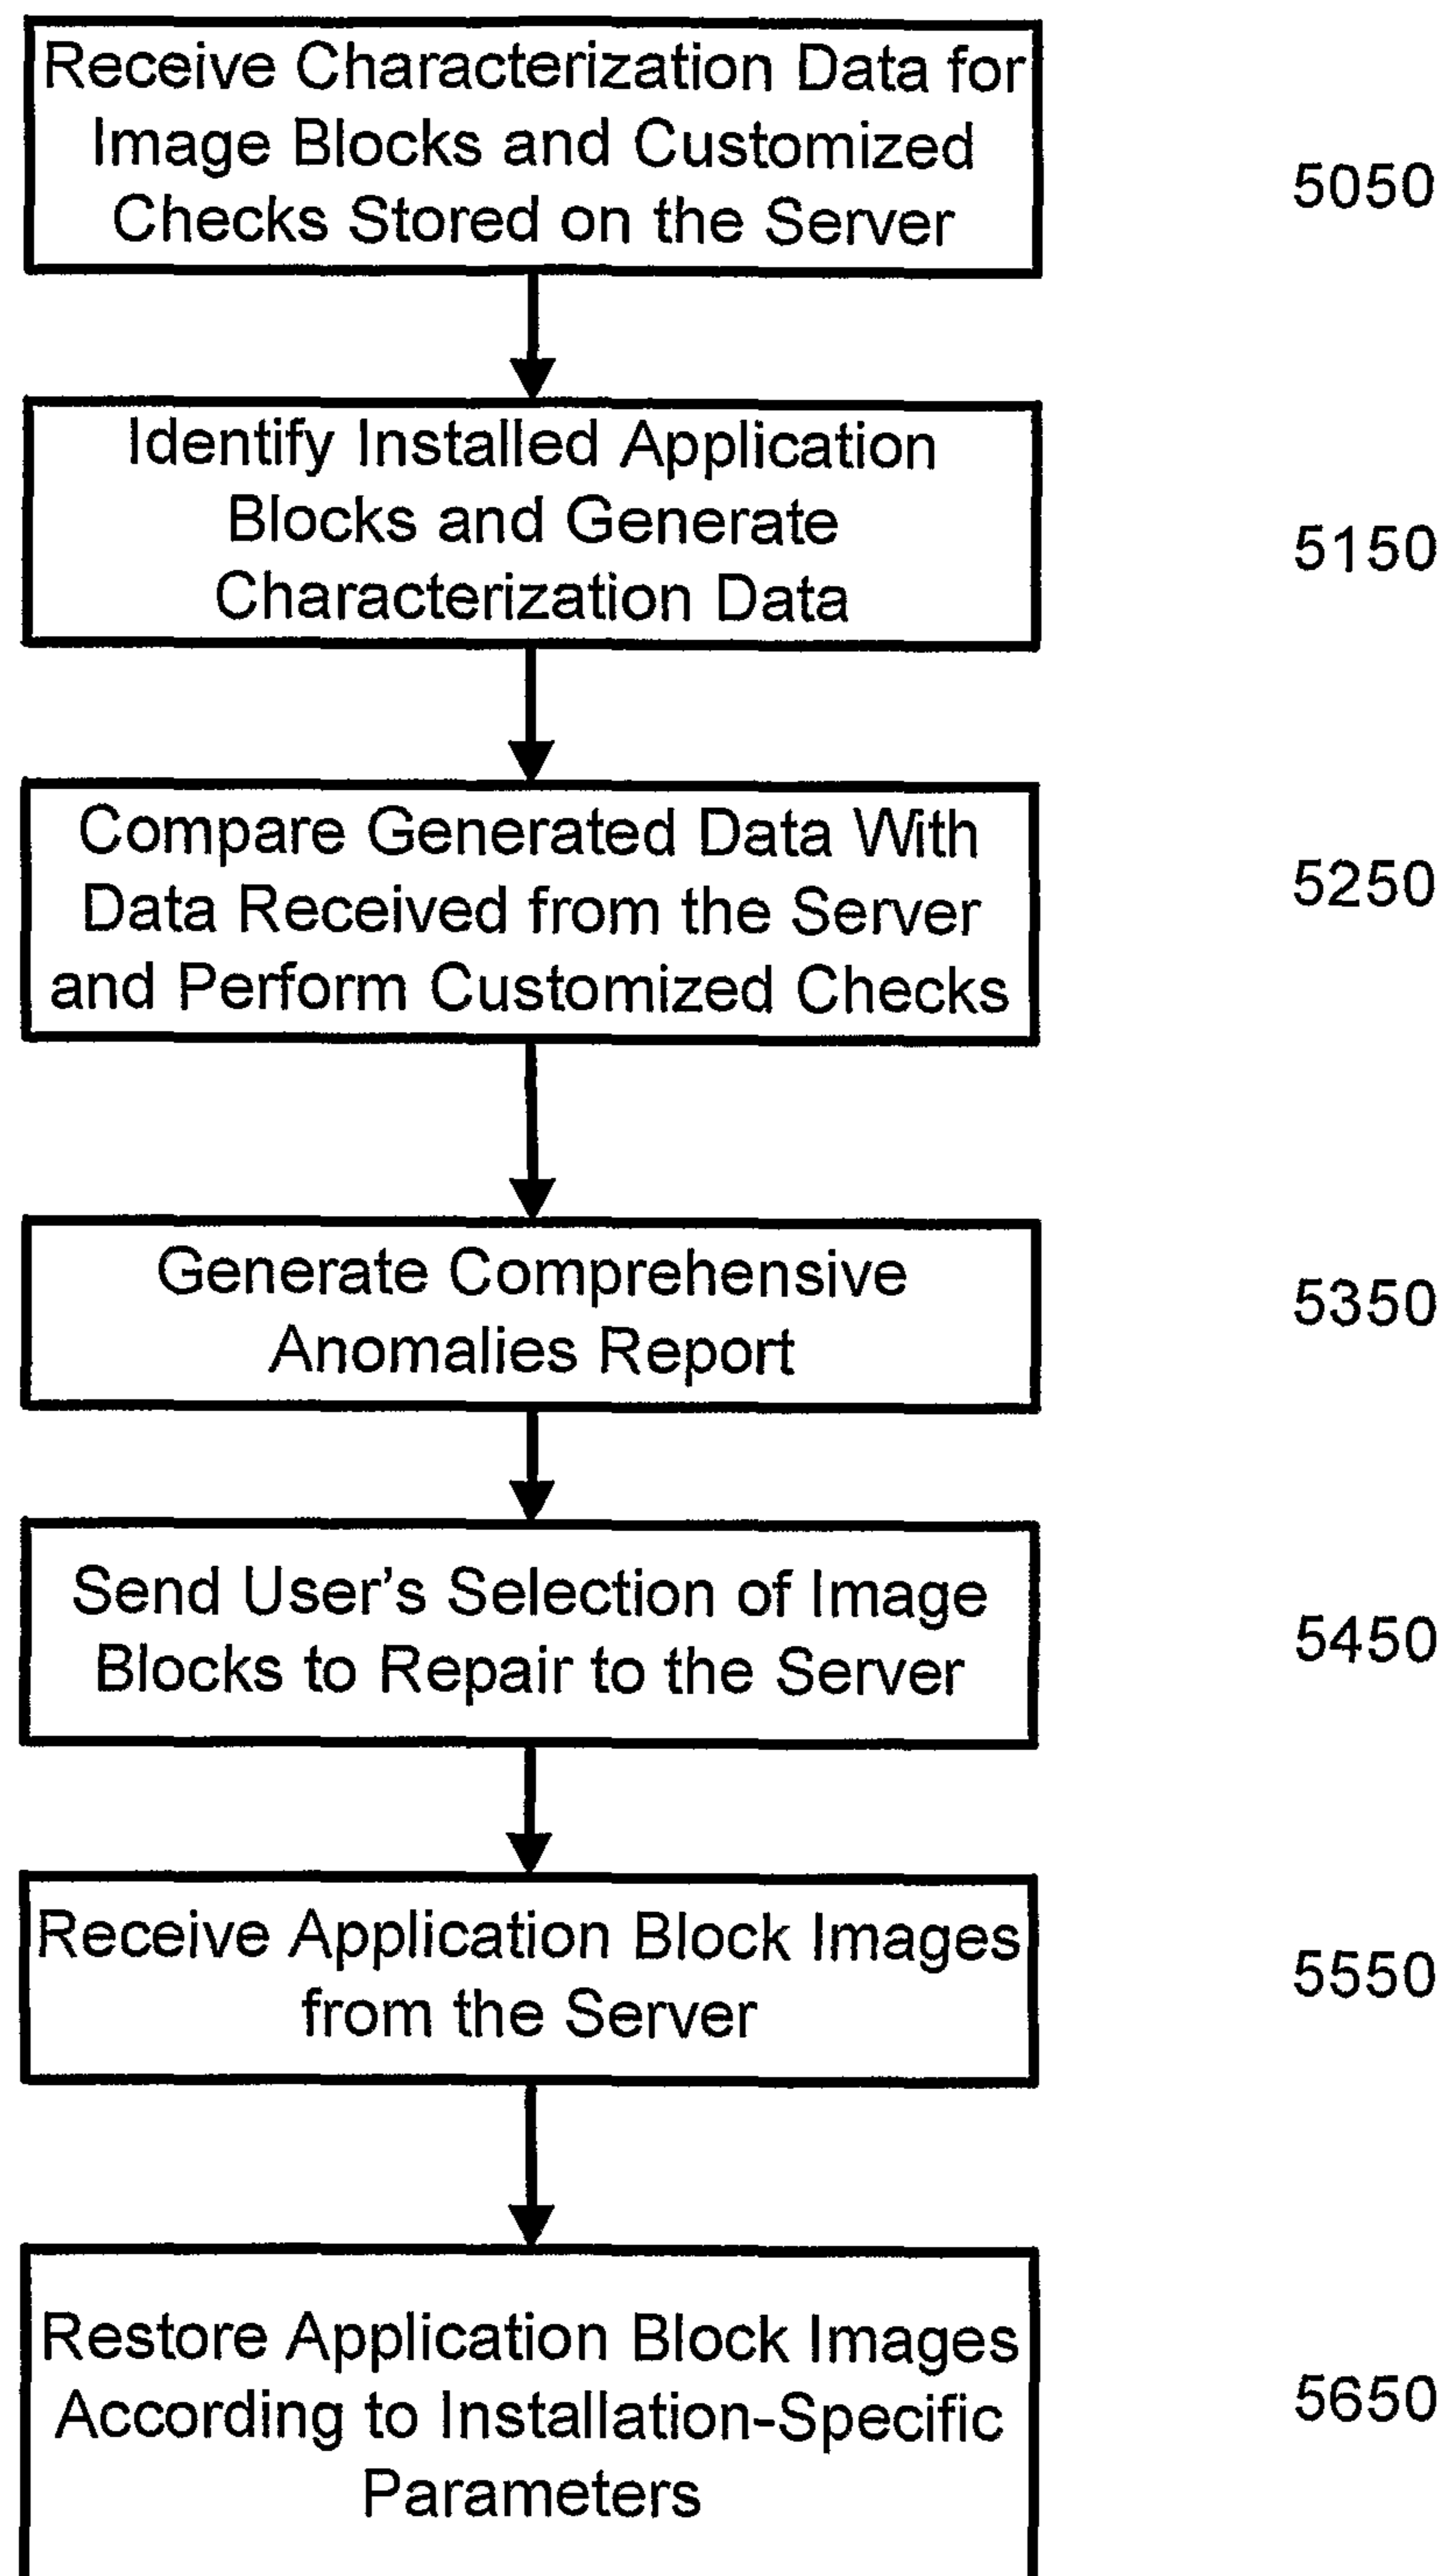 Receive Characterization Data for
Image Blocks and Customized
Checks Stored on the Server
5050
Identify Installed Application
Blocks and Generate
Characterization Data
5150
Compare Generated Data With
Data Received from the Server
and Perform Customized Checks
5250
Generate Comprehensive
Anomalies Report
5350
Send User's Selection of Image
Blocks to Repair to the Server
5450
Receive Application Block Images
from the Server
5550
Restore Application Block Images
According to Installation-Specific
Parameters
5650